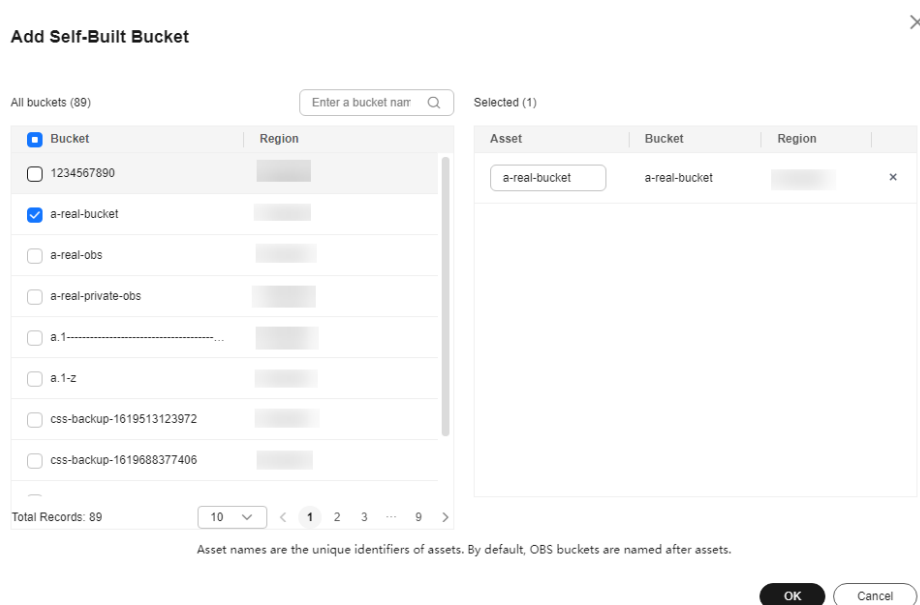 Add Self-Built Bucket
All buckets (89)
Enter a bucket nam
Selected (1)
Bucket Region
Asset Bucket Region
1234567890
a-real-bucket a-real-bucket
a-real-bucket
a-real-obs
a-real-private-obs
a.1--------------------------------------...
a.1-z
css-backup-1619513123972
css-backup-1619688377406
Total Records: 89 10 1 2 3 ... 9
Asset names are the unique identifiers of assets. By default, OBS buckets are named after assets.
OK Cancel